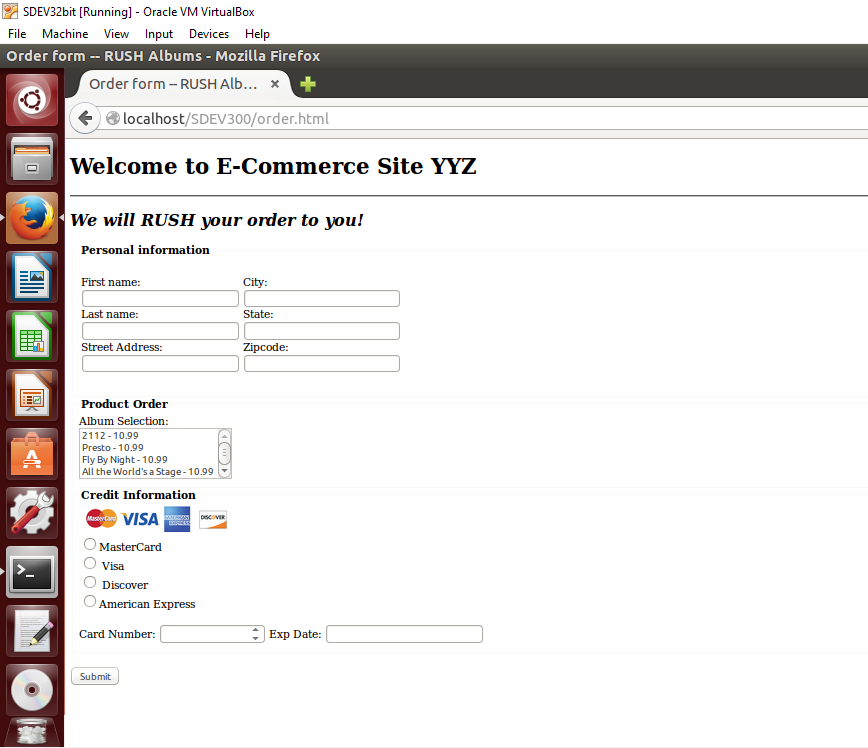 SDEV32bit [Running] - Oracle VM VirtualBox
File Machine View Input Devices Help
Order form -- RUSH Albums - Mozilla Firefox
Order form -- RUSH Alb...
localhost/SDEV300/order.html
Welcome to E-Commerce Site YYZ
We will RUSH your order to you!
Personal information
First name: City:
Last name: State:
Street Address: Zipcode:
Product Order
Album Selection:
2112 - 10.99
Presto - 10.99
Fly By Night - 10.99
All the World's a Stage - 10.99
Credit Information
MasterCard VISA AMERICAN EXPRESS DISCOVER
MasterCard
Visa
Discover
American Express
Card Number: Exp Date:
Submit